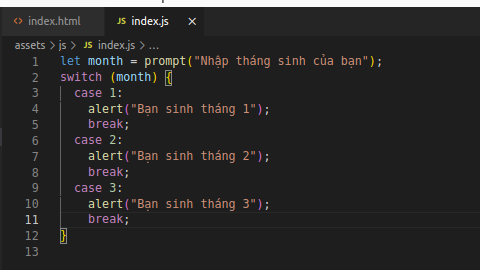 index.html JS index.js
assets > js > JS index.js > ...
1 let month = prompt("Nhập tháng sinh của bạn");
2 switch (month) {
3 case 1:
4 alert("Bạn sinh tháng 1");
5 break;
6 case 2:
7 alert("Bạn sinh tháng 2");
8 break;
9 case 3:
10 alert("Bạn sinh tháng 3");
11 break;
12 }
13